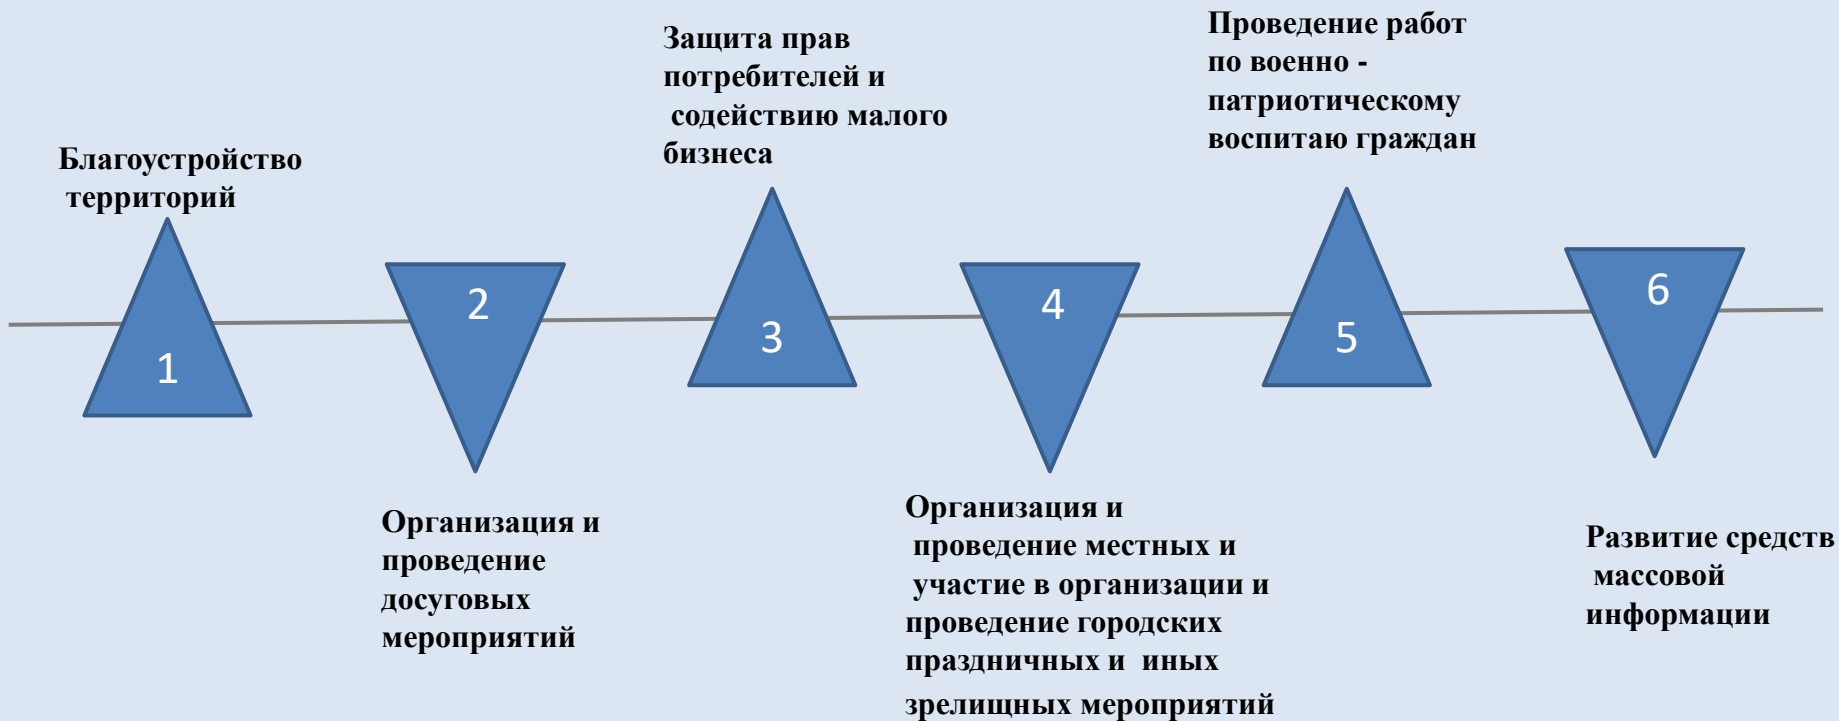 Благоустройство
территорий
1
2
Организация и
проведение
досуговых
мероприятий
Защита прав
потребителей и
содействию малого
бизнеса
3
4
Организация и
проведение местных и
участие в организации и
проведение городских
праздничных и иных
зрелищных мероприятий
Проведение работ
по военно -
патриотическому
воспитаю граждан
5
6
Развитие средств
массовой
информации